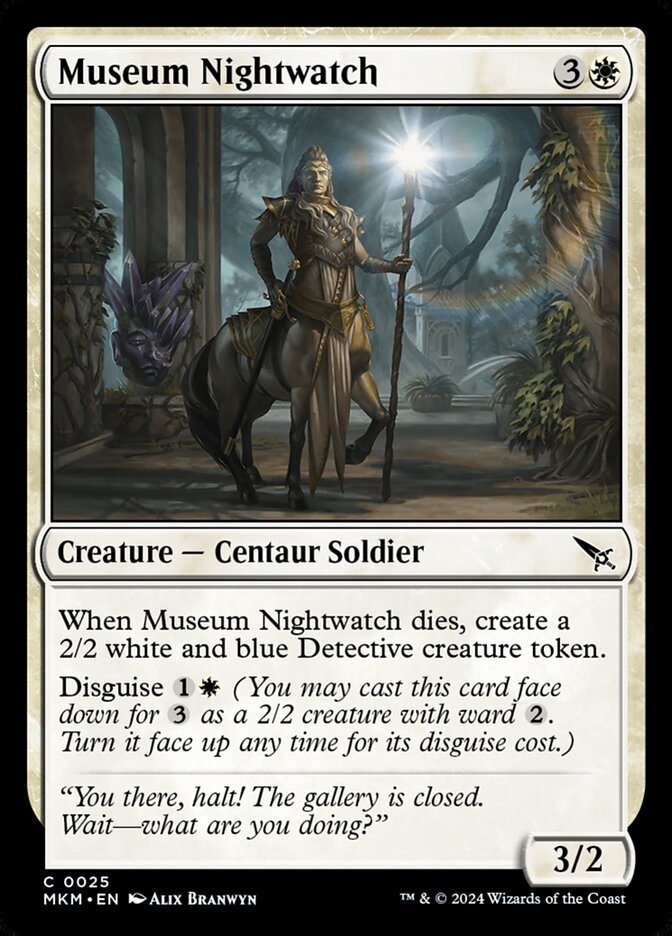 Museum Nightwatch 3
Creature — Centaur Soldier
When Museum Nightwatch dies, create a
2/2 white and blue Detective creature token.
Disguise 1 (You may cast this card face
down for 3 as a 2/2 creature with ward 2.
Turn it face up any time for its disguise cost.)
“You there, halt! The gallery is closed.
Wait—what are you doing?”
3/2
C 0025
MKM • EN Alix Branwyn
™ & © 2024 Wizards of the Coast